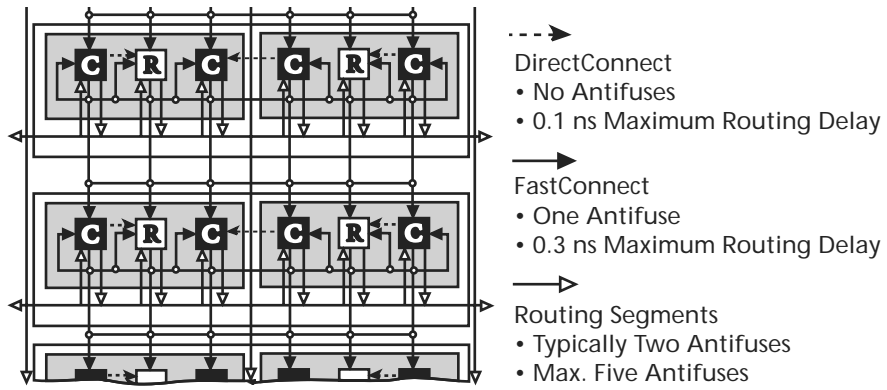 C R C C R C
C R C C R C
DirectConnect
• No Antifuses
• 0.1 ns Maximum Routing Delay
FastConnect
• One Antifuse
• 0.3 ns Maximum Routing Delay
Routing Segments
• Typically Two Antifuses
• Max. Five Antifuses